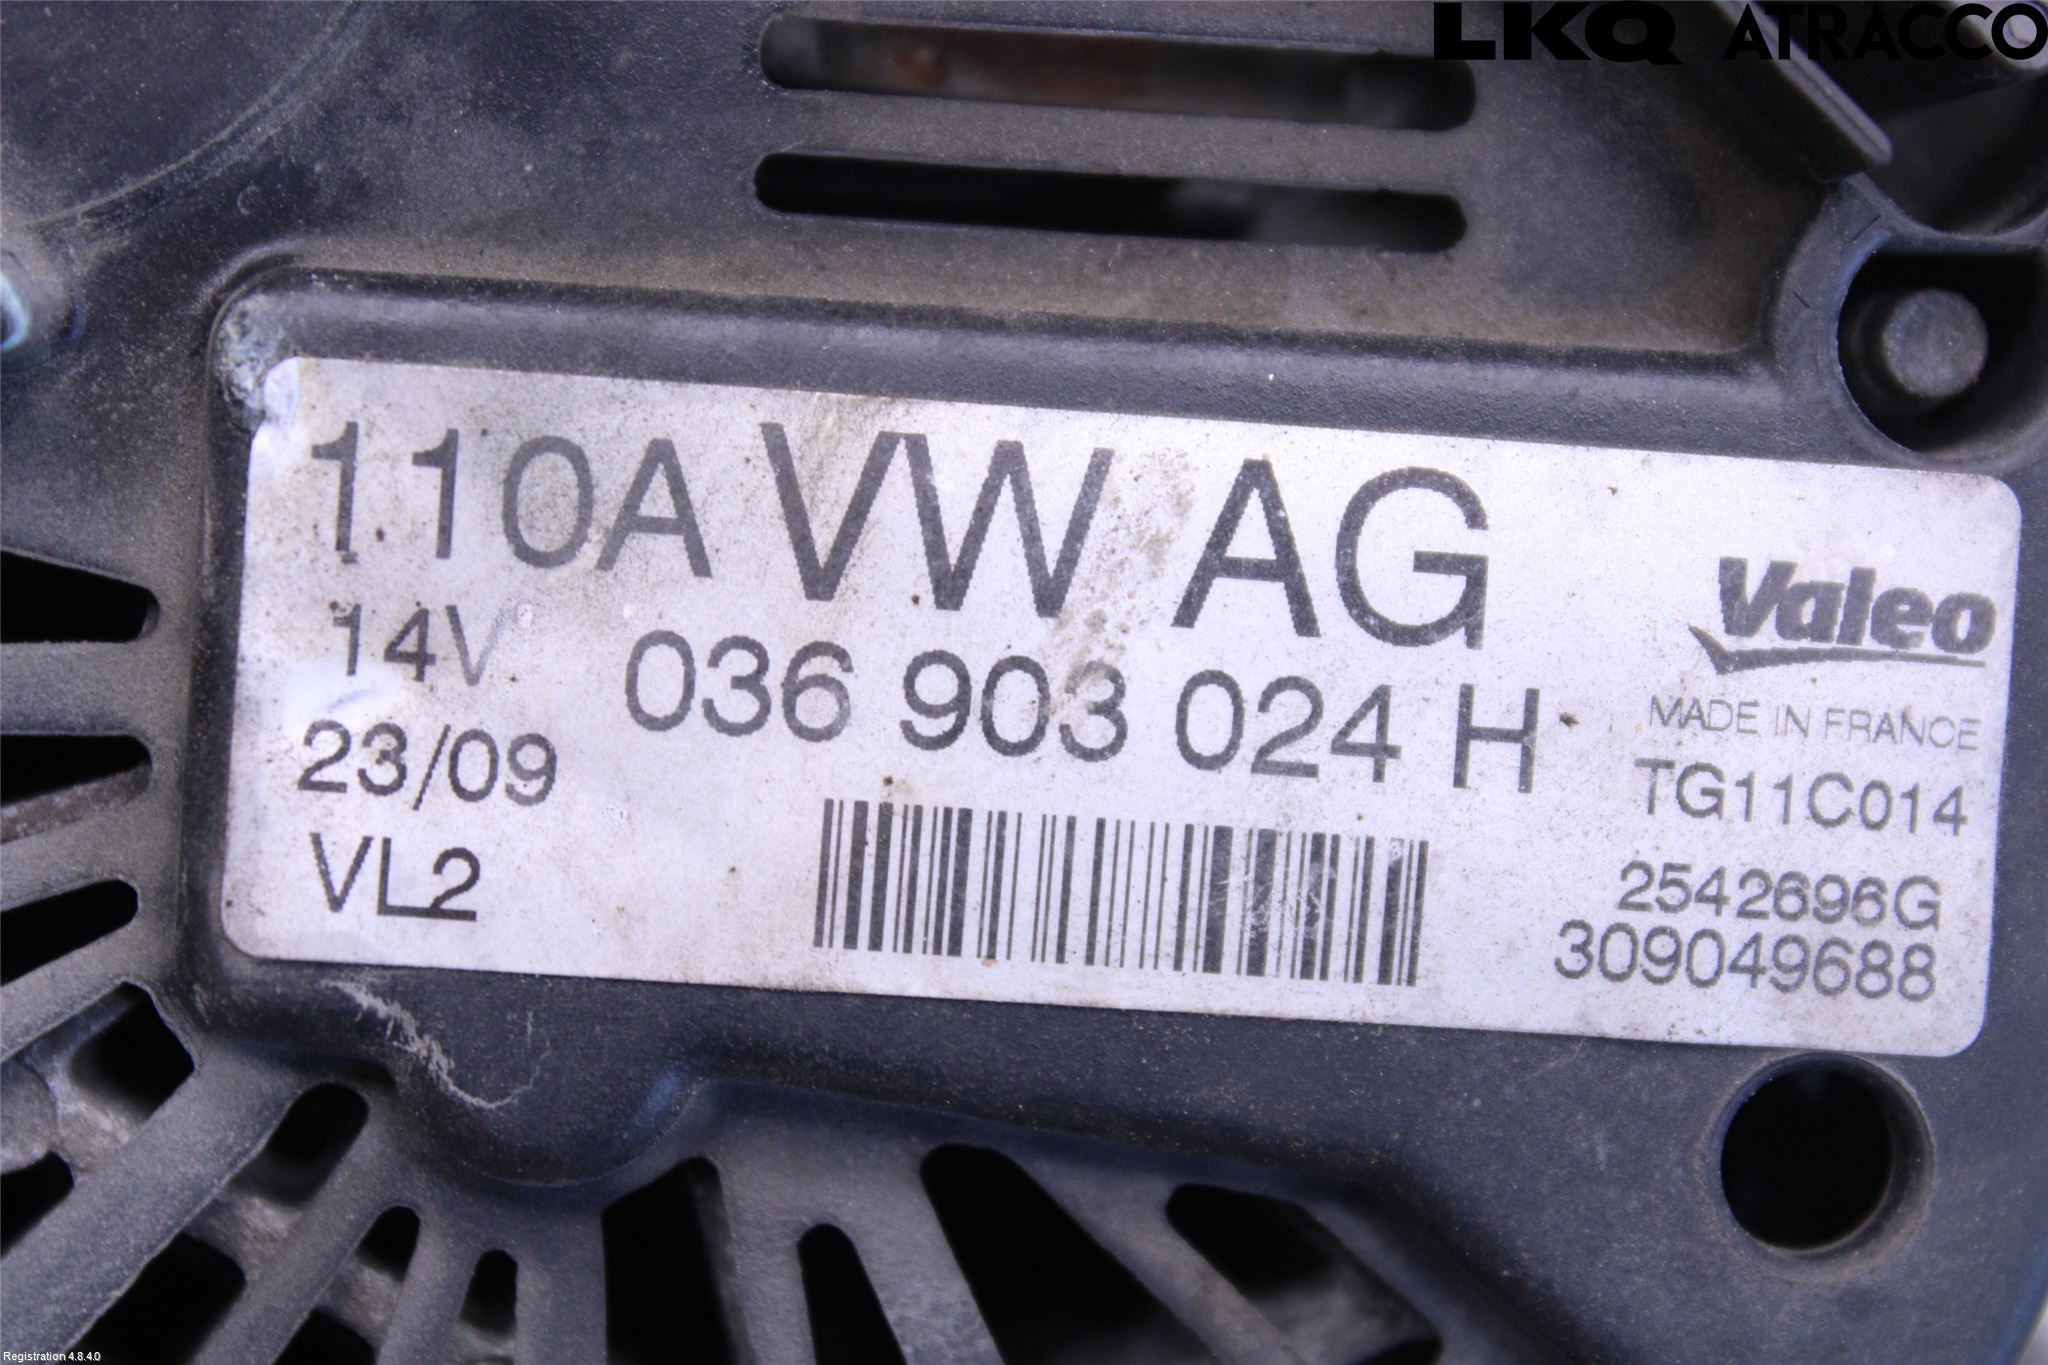 LKQ ATRACCO
110A VW AG
14V 036 903 024 H
23/09
VL2
Valeo
MADE IN FRANCE
TG11C014
2542696G
309049688
Registration 4.8.4.0